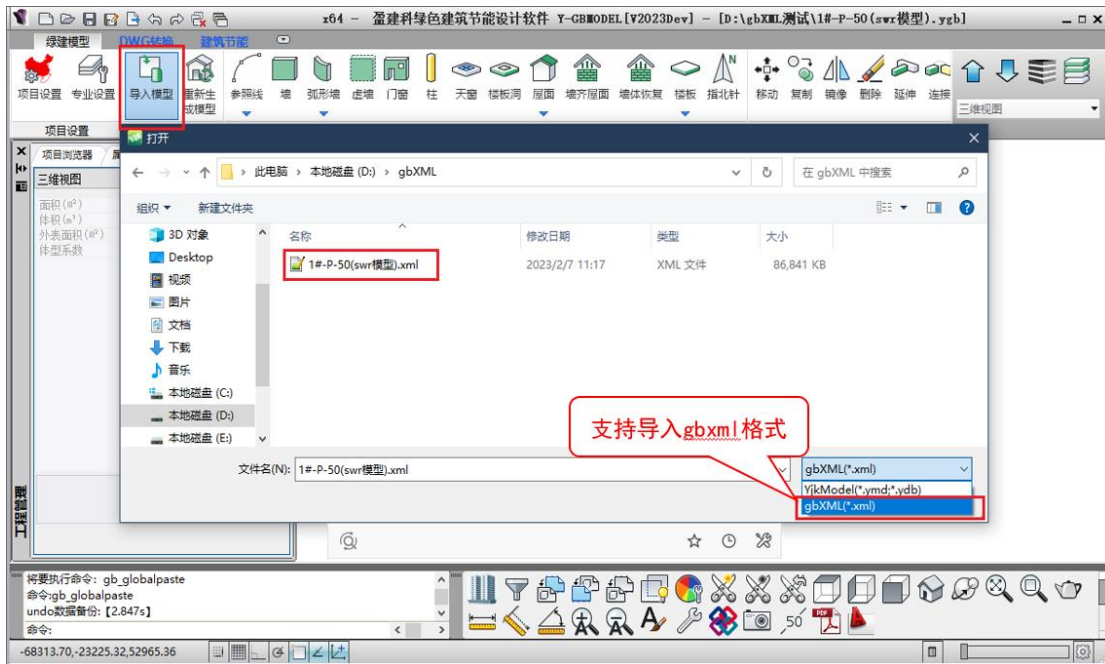 x64 - 盈建科绿色建筑节能设计软件 Y-GBMODEL[V2023Dev] - [D:\gbXML测试\1#-P-50(swr模型).ygb]
绿建模型 DWG转换 建筑节能
项目设置 专业设置 导入模型 重新生成模型 参照线 墙 弧形墙 虚墙 门窗 柱 天窗 楼板洞 屋面 墙齐屋面 墙体恢复 楼板 指北针 移动 复制 镜像 删除 延伸 连接
三维视图
项目设置
打开
项目浏览器
此电脑 › 本地磁盘 (D:) › gbXML
在 gbXML 中搜索
三维视图
组织 新建文件夹
面积(m²)
体积(m³)
外表面积(m²)
体型系数
3D 对象
Desktop
视频
图片
文档
下载
音乐
本地磁盘 (C:)
本地磁盘 (D:)
本地磁盘 (E:)
名称 修改日期 类型 大小
1#-P-50(swr模型).xml 2023/2/7 11:17 XML 文件 86,841 KB
支持导入gbxml格式
文件名(N): 1#-P-50(swr模型).xml gbXML(*.xml)
YjkModel(*.ymd;*.ydb)
gbXML(*.xml)
工程管理
将要执行命令: gb_globalpaste
命令:gb_globalpaste
undo数据备份:【2.847s】
命令:
50
PDF
-68313.70,-23225.32,52965.36